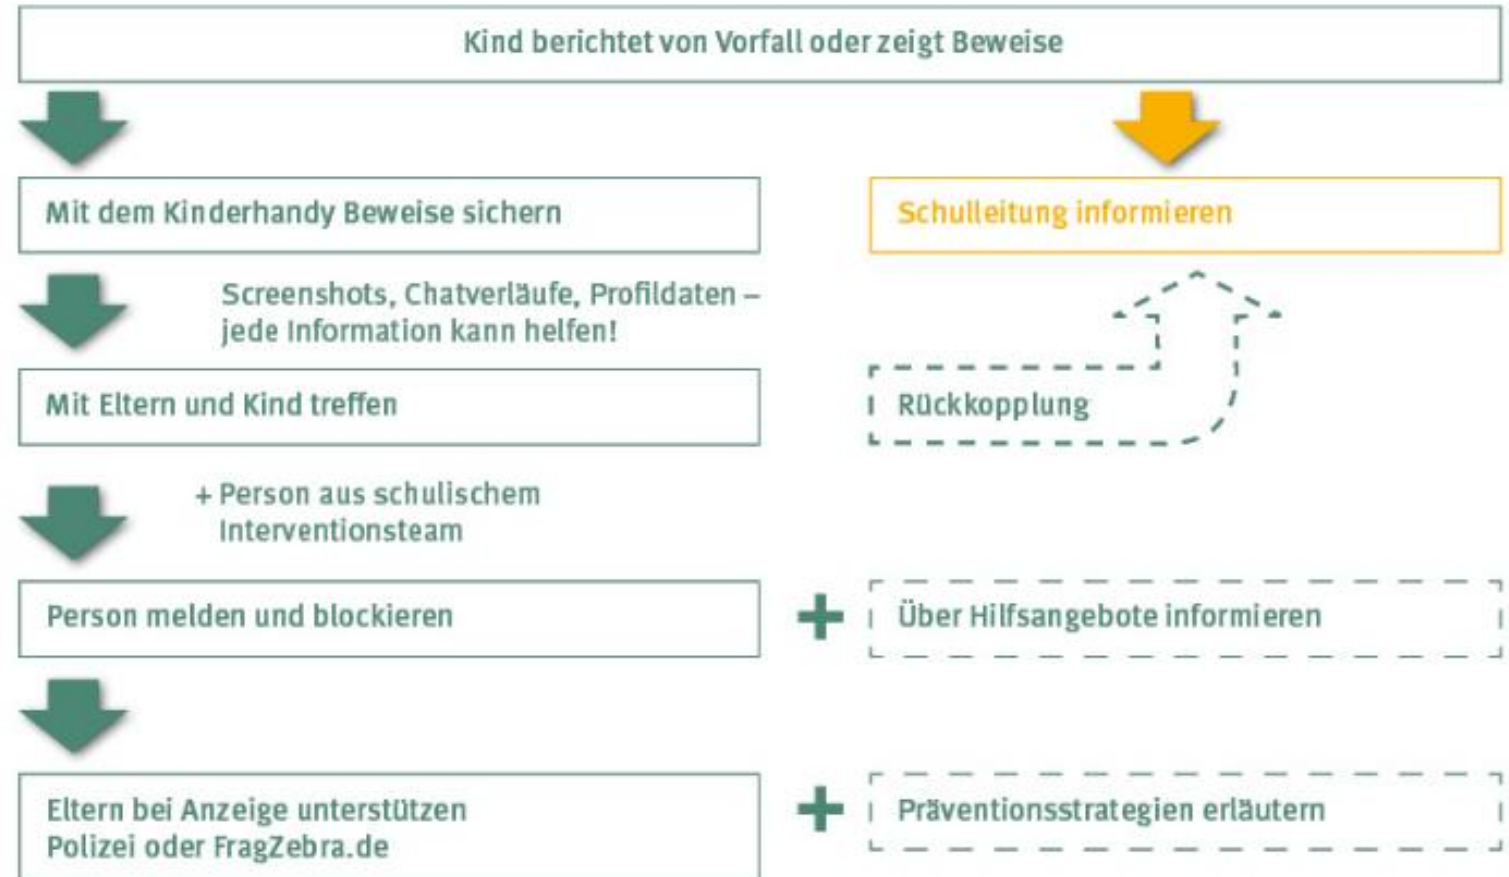 Kind berichtet von Vorfall oder zeigt Beweise
Mit dem Kinderhandy Beweise sichern
Schulleitung informieren
Screenshots, Chatverläufe, Profildaten –
jede Information kann helfen!
Mit Eltern und Kind treffen
Rückkopplung
+ Person aus schulischem
Interventionsteam
Person melden und blockieren
+
Über Hilfsangebote informieren
Eltern bei Anzeige unterstützen
Polizei oder FragZebra.de
+
Präventionsstrategien erläutern